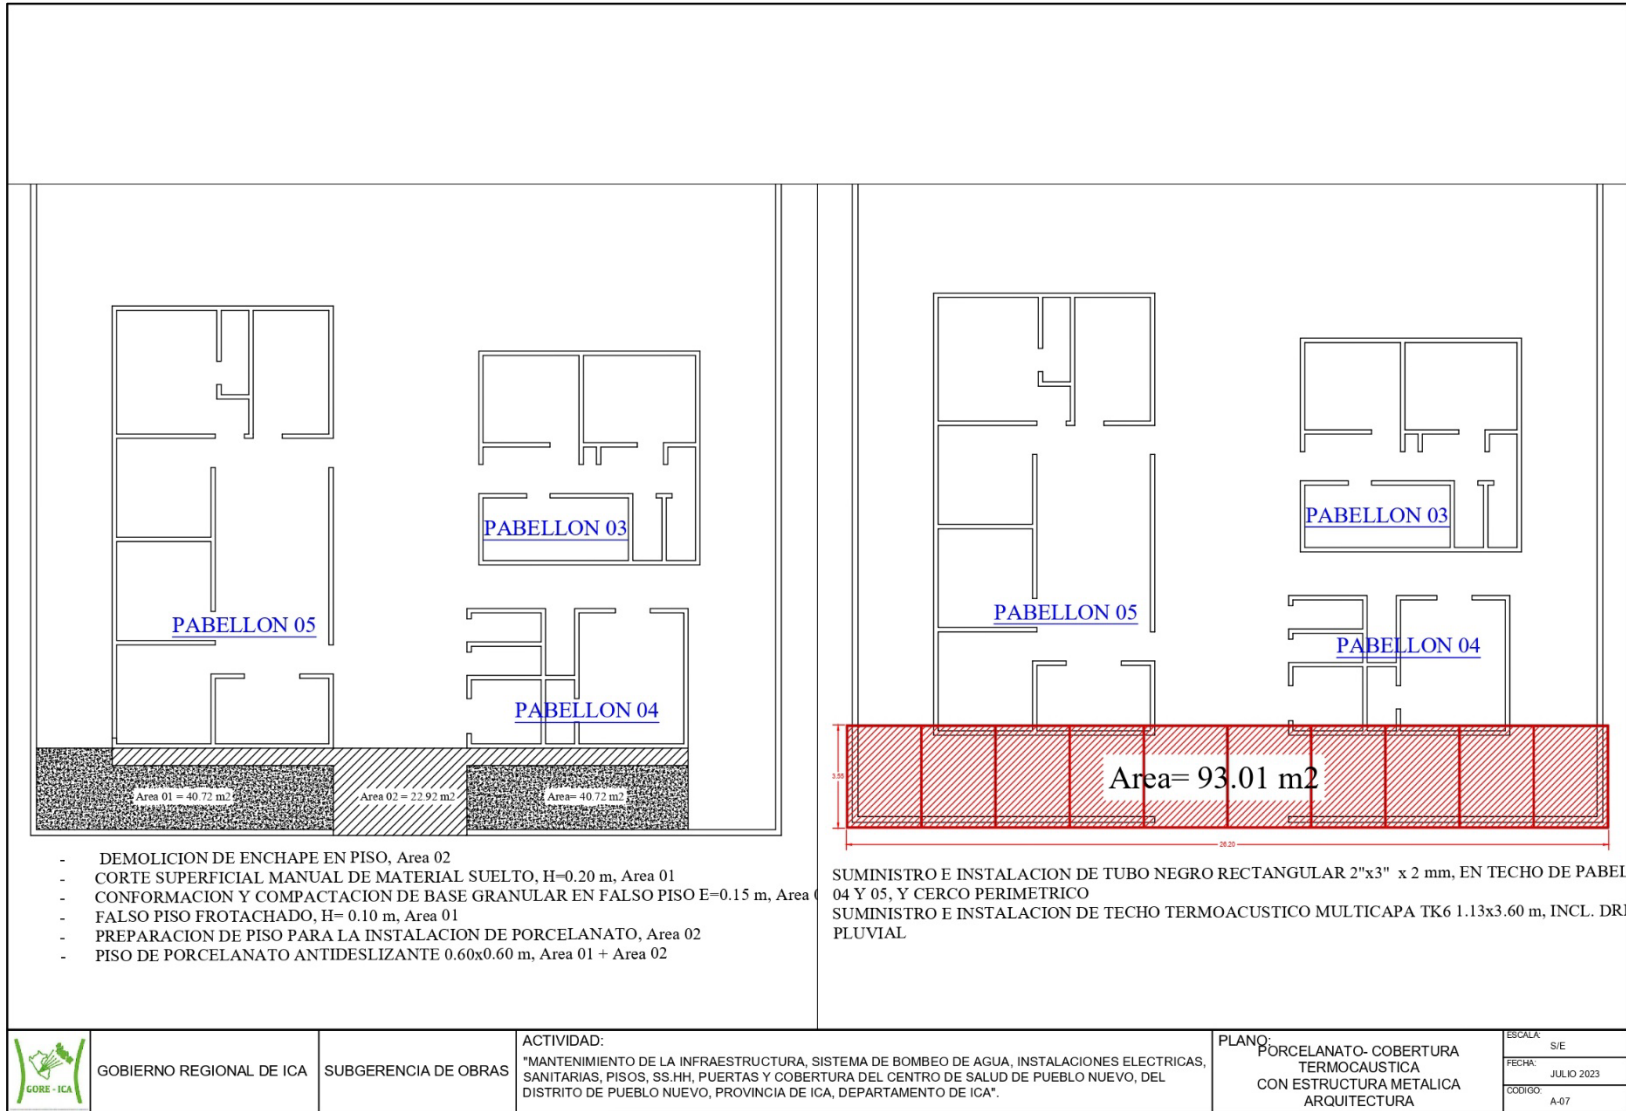 PABELLON 03
PABELLON 05
PABELLON 04
Area 01 = 40.72 m2
Area 02 = 22.92 m2
Area= 40.72 m2
- DEMOLICION DE ENCHAPE EN PISO, Area 02
- CORTE SUPERFICIAL MANUAL DE MATERIAL SUELTO, H=0.20 m, Area 01
- CONFORMACION Y COMPACTACION DE BASE GRANULAR EN FALSO PISO E=0.15 m, Area
- FALSO PISO FROTACHADO, H= 0.10 m, Area 01
- PREPARACION DE PISO PARA LA INSTALACION DE PORCELANATO, Area 02
- PISO DE PORCELANATO ANTIDESLIZANTE 0.60x0.60 m, Area 01 + Area 02
PABELLON 03
PABELLON 05
PABELLON 04
3.55
Area= 93.01 m2
26.20
SUMINISTRO E INSTALACION DE TUBO NEGRO RECTANGULAR 2"x3" x 2 mm, EN TECHO DE PABEL
04 Y 05, Y CERCO PERIMETRICO
SUMINISTRO E INSTALACION DE TECHO TERMOACUSTICO MULTICAPA TK6 1.13x3.60 m, INCL. DRE
PLUVIAL
GORE - ICA
GOBIERNO REGIONAL DE ICA
SUBGERENCIA DE OBRAS
ACTIVIDAD:
"MANTENIMIENTO DE LA INFRAESTRUCTURA, SISTEMA DE BOMBEO DE AGUA, INSTALACIONES ELECTRICAS,
SANITARIAS, PISOS, SS.HH, PUERTAS Y COBERTURA DEL CENTRO DE SALUD DE PUEBLO NUEVO, DEL
DISTRITO DE PUEBLO NUEVO, PROVINCIA DE ICA, DEPARTAMENTO DE ICA".
PLANO:
PORCELANATO- COBERTURA
TERMOCAUSTICA
CON ESTRUCTURA METALICA
ARQUITECTURA
ESCALA:
S/E
FECHA:
JULIO 2023
CODIGO:
A-07